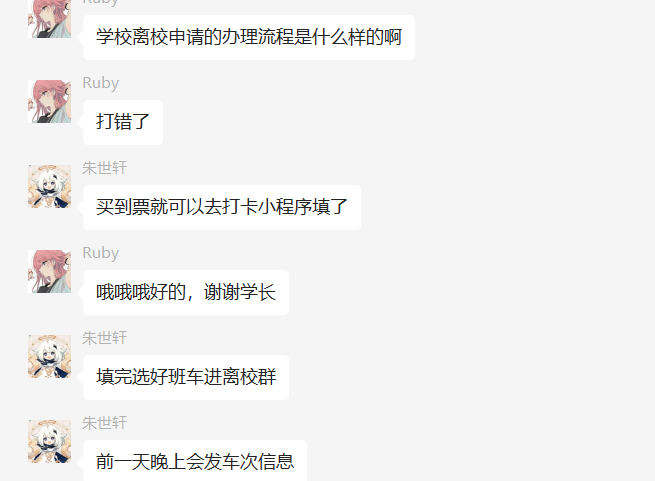 Ruby
学校离校申请的办理流程是什么样的啊
Ruby
打错了
朱世轩
买到票就可以去打卡小程序填了
Ruby
哦哦哦好的，谢谢学长
朱世轩
填完选好班车进离校群
朱世轩
前一天晚上会发车次信息